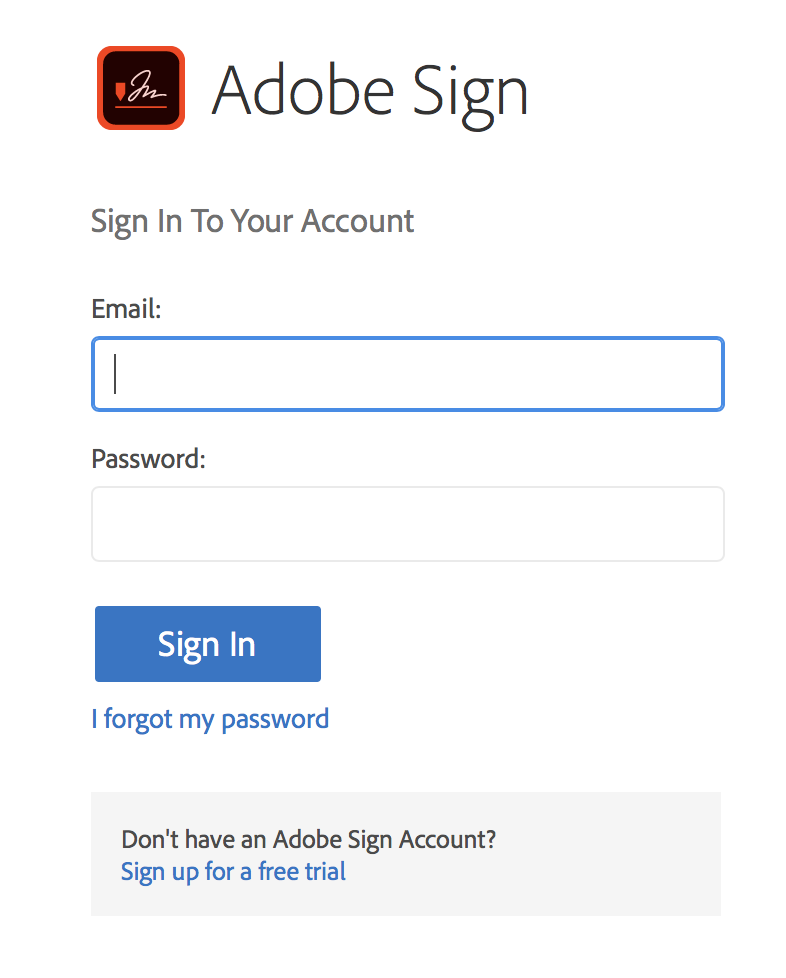 Adobe Sign
Sign In To Your Account
Email:
Password:
Sign In
I forgot my password
Don't have an Adobe Sign Account?
Sign up for a free trial